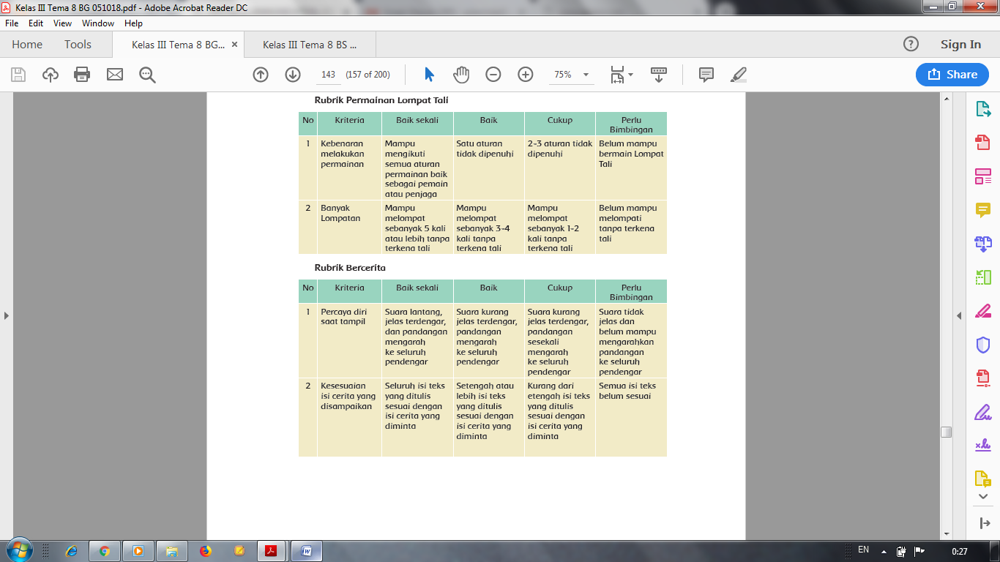 Kelas III Tema 8 BG 051018.pdf - Adobe Acrobat Reader DC
File Edit View Window Help
Home Tools Kelas III Tema 8 BG... × Kelas III Tema 8 BS ... Sign In
143 (157 of 200) 75% Share
Rubrik Permainan Lompat Tali
No Kriteria Baik sekali Baik Cukup Perlu
Bimbingan
1 Kebenaran Mampu Satu aturan 2-3 aturan tidak Belum mampu
melakukan mengikuti tidak dipenuhi dipenuhi bermain Lompat
permainan semua aturan Tali
permainan baik
sebagai pemain
atau penjaga
2 Banyak Mampu Mampu Mampu Belum mampu
Lompatan melompat melompat melompat melompati
sebanyak 5 kali sebanyak 3-4 sebanyak 1-2 tanpa terkena
atau lebih tanpa kali tanpa kali tanpa tali
terkena tali terkena tali terkena tali
Rubrik Bercerita
No Kriteria Baik sekali Baik Cukup Perlu
Bimbingan
1 Percaya diri Suara lantang, Suara kurang Suara kurang Suara tidak
saat tampil jelas terdengar, jelas terdengar, jelas terdengar, jelas dan
dan pandangan pandangan pandangan belum mampu
mengarah mengarah sesekali mengarahkan
ke seluruh ke seluruh mengarah pandangan
pendengar pendengar ke seluruh ke seluruh
pendengar pendengar
2 Kesesuaian Seluruh isi teks Setengah atau Kurang dari Semua isi teks
isi cerita yang yang ditulis lebih isi teks etengah isi teks belum sesuai
disampaikan sesuai dengan yang ditulis yang ditulis
isi cerita yang sesuai dengan sesuai dengan
diminta isi cerita yang isi cerita yang
diminta diminta
EN 0:27